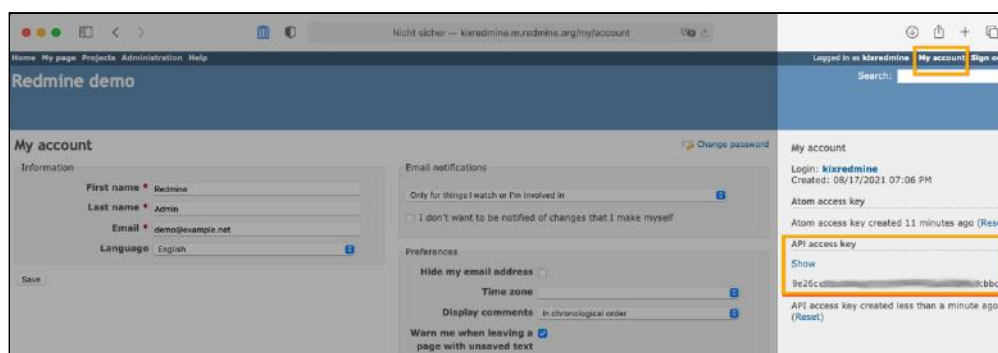 Nicht sicher — kixredmine.m.redmine.org/my/account
Home My page Projects Administration Help
Logged in as kixredmine My account Sign o
Redmine demo
Search:
My account
Change password
Information
First name * Redmine
Last name * Admin
Email * demo@example.net
Language English
Save
Email notifications
Only for things I watch or I'm involved in
I don't want to be notified of changes that I make myself
Preferences
Hide my email address
Time zone
Display comments In chronological order
Warn me when leaving a
page with unsaved text
My account
Login: kixredmine
Created: 08/17/2021 07:06 PM
Atom access key
Atom access key created 11 minutes ago (Res
API access key
Show
9e26c
API access key created less than a minute ago
(Reset)